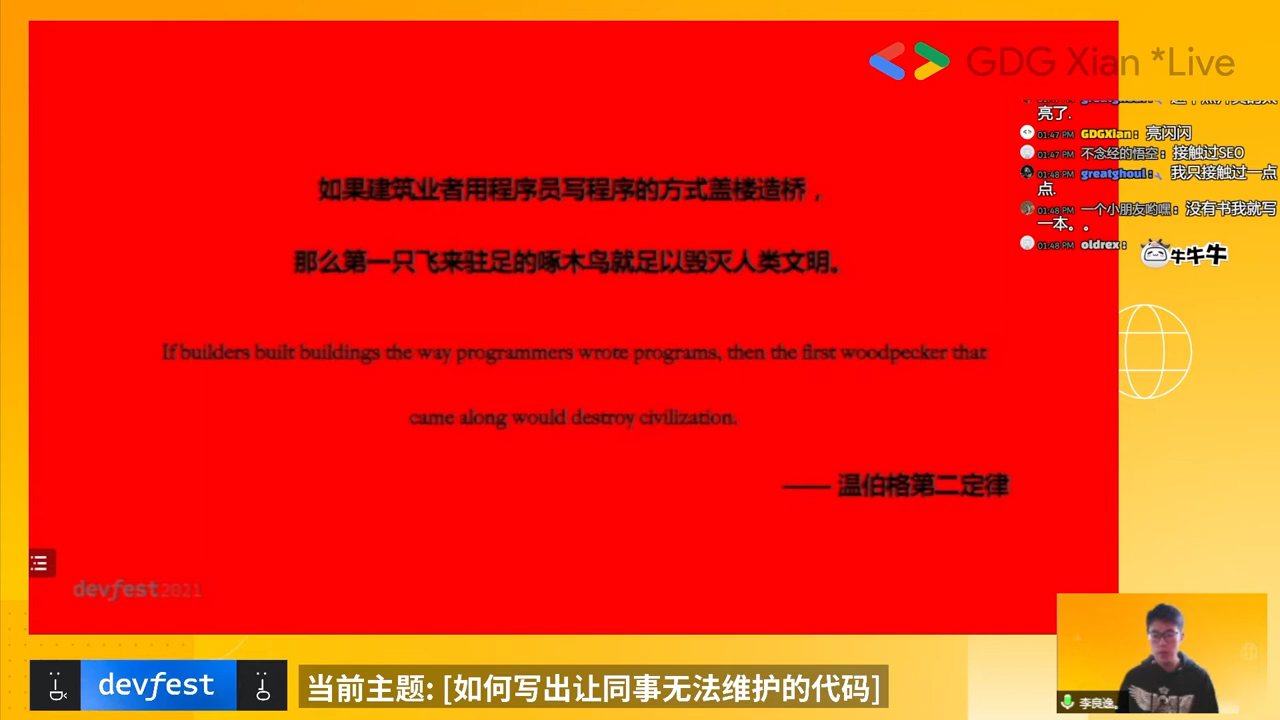 GDG Xian *Live
亮了.
01:47 PM GDGXian: 亮闪闪
01:47 PM 不念经的悟空: 接触过SEO
01:48 PM greatghoul: 我只接触过一点
点.
01:48 PM 一个小朋友哟嘿: 没有书我就写
一本。。
01:48 PM oldrex:
牛牛牛
如果建筑业者用程序员写程序的方式盖楼造桥，
那么第一只飞来驻足的啄木鸟就足以毁灭人类文明。
If builders built buildings the way programmers wrote programs, then the first woodpecker that
came along would destroy civilization.
—— 温伯格第二定律
devfest 2021
devfest
当前主题: [如何写出让同事无法维护的代码]
李良逸